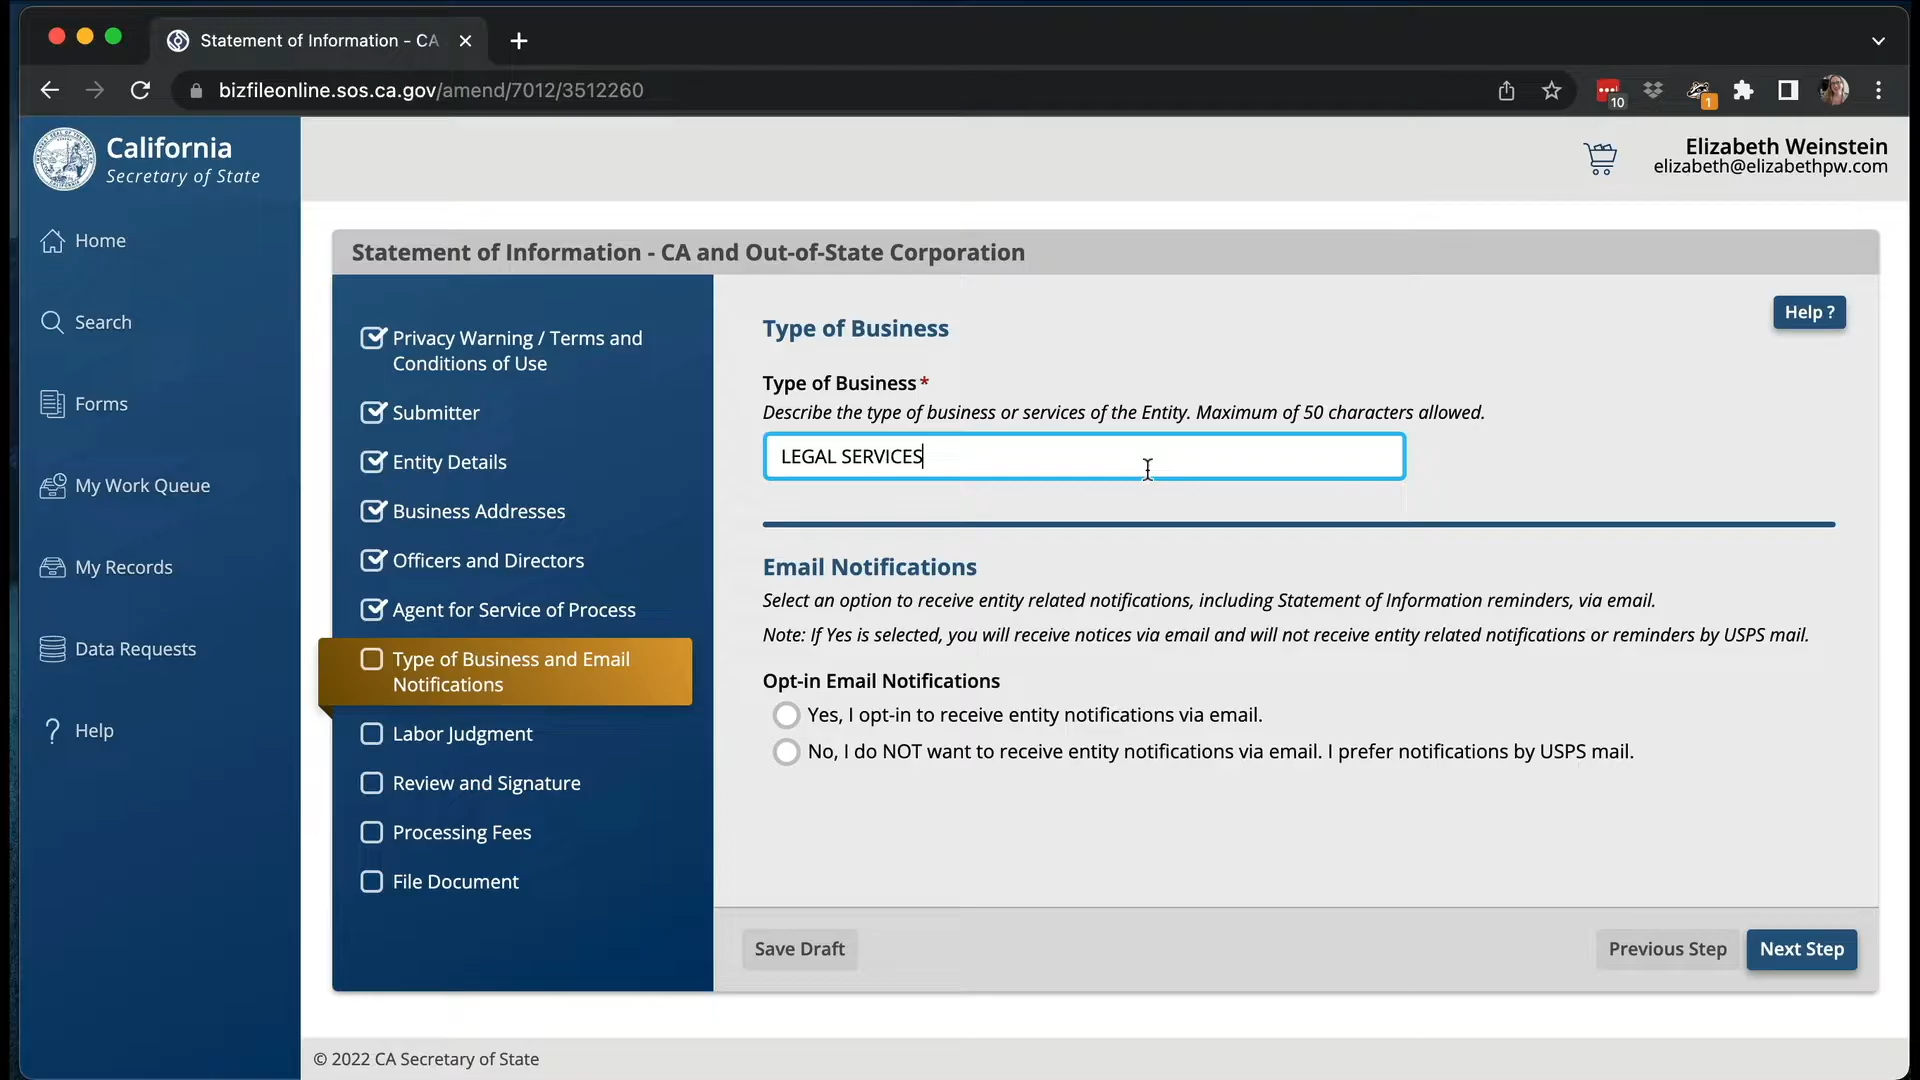 Statement of Information - CA
bizfileonline.sos.ca.gov/amend/7012/3512260
10
1
California
Secretary of State
Elizabeth Weinstein
elizabeth@elizabethpw.com
Home
Search
Forms
My Work Queue
My Records
Data Requests
Help
Statement of Information - CA and Out-of-State Corporation
Privacy Warning / Terms and
Conditions of Use
Submitter
Entity Details
Business Addresses
Officers and Directors
Agent for Service of Process
Type of Business and Email
Notifications
Labor Judgment
Review and Signature
Processing Fees
File Document
Help ?
Type of Business
Type of Business*
Describe the type of business or services of the Entity. Maximum of 50 characters allowed.
LEGAL SERVICES
Email Notifications
Select an option to receive entity related notifications, including Statement of Information reminders, via email.
Note: If Yes is selected, you will receive notices via email and will not receive entity related notifications or reminders by USPS mail.
Opt-in Email Notifications
Yes, I opt-in to receive entity notifications via email.
No, I do NOT want to receive entity notifications via email. I prefer notifications by USPS mail.
Save Draft
Previous Step
Next Step
© 2022 CA Secretary of State